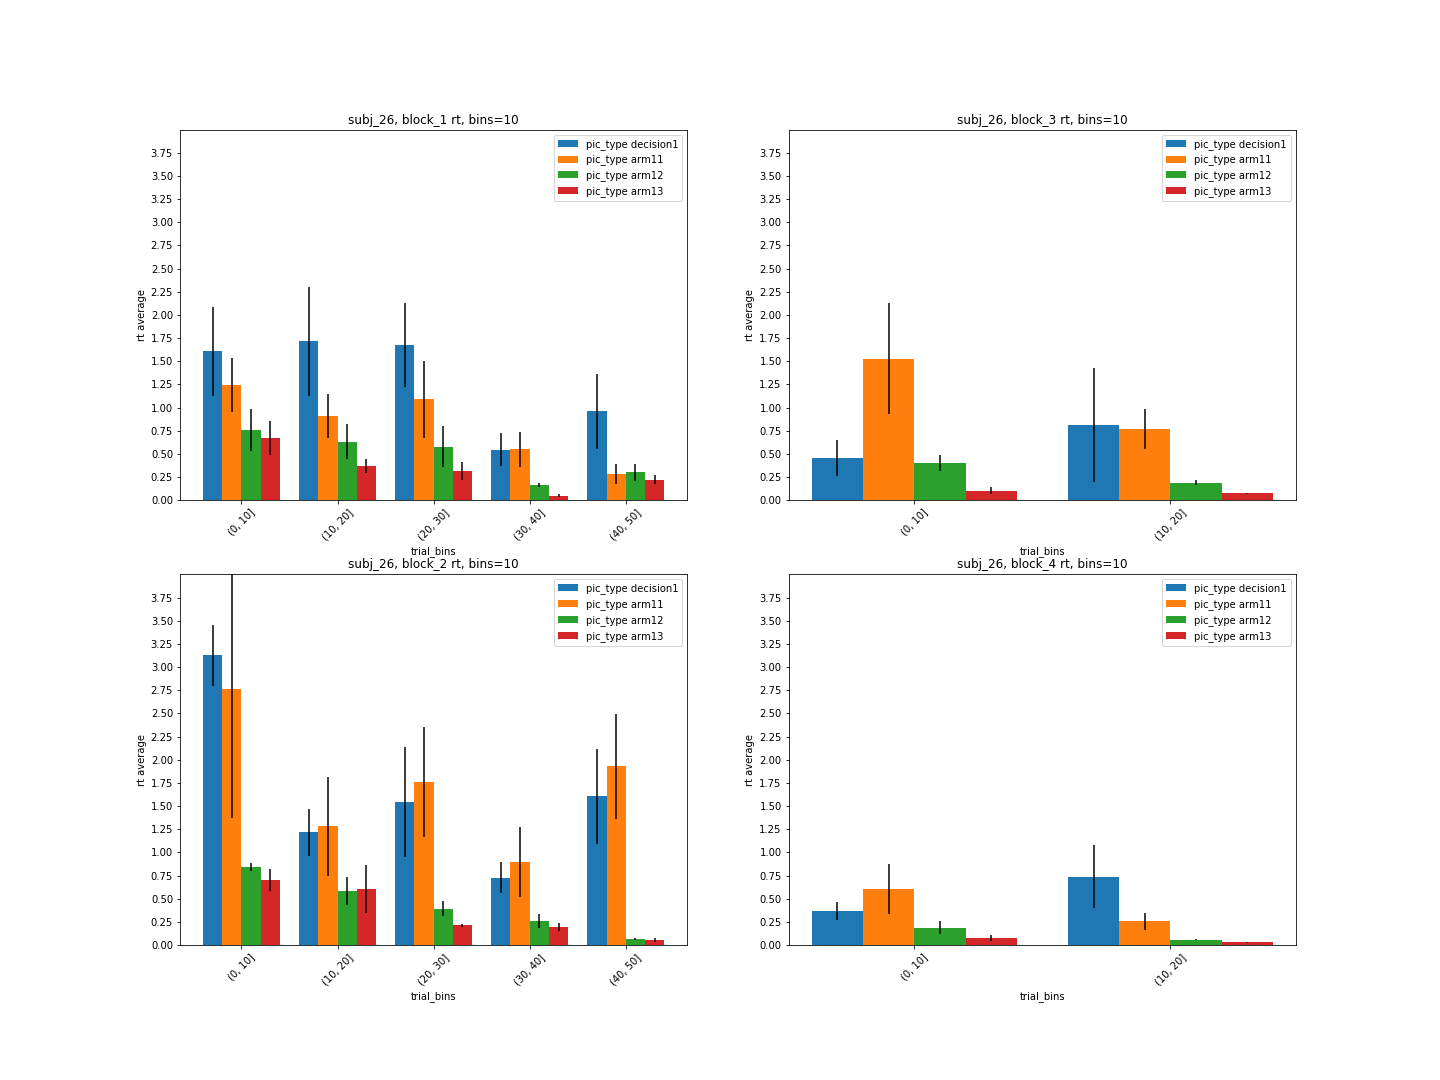 subj_26, block_1 rt, bins=10
pic_type decision1
pic_type arm11
pic_type arm12
pic_type arm13
3.75
3.50
3.25
3.00
2.75
2.50
2.25
2.00
1.75
1.50
1.25
1.00
0.75
0.50
0.25
0.00
rt average
(0, 10]
(10, 20]
(20, 30]
(30, 40]
(40, 50]
trial_bins
subj_26, block_3 rt, bins=10
pic_type decision1
pic_type arm11
pic_type arm12
pic_type arm13
3.75
3.50
3.25
3.00
2.75
2.50
2.25
2.00
1.75
1.50
1.25
1.00
0.75
0.50
0.25
0.00
rt average
(0, 10]
(10, 20]
trial_bins
subj_26, block_2 rt, bins=10
pic_type decision1
pic_type arm11
pic_type arm12
pic_type arm13
3.75
3.50
3.25
3.00
2.75
2.50
2.25
2.00
1.75
1.50
1.25
1.00
0.75
0.50
0.25
0.00
rt average
(0, 10]
(10, 20]
(20, 30]
(30, 40]
(40, 50]
trial_bins
subj_26, block_4 rt, bins=10
pic_type decision1
pic_type arm11
pic_type arm12
pic_type arm13
3.75
3.50
3.25
3.00
2.75
2.50
2.25
2.00
1.75
1.50
1.25
1.00
0.75
0.50
0.25
0.00
rt average
(0, 10]
(10, 20]
trial_bins